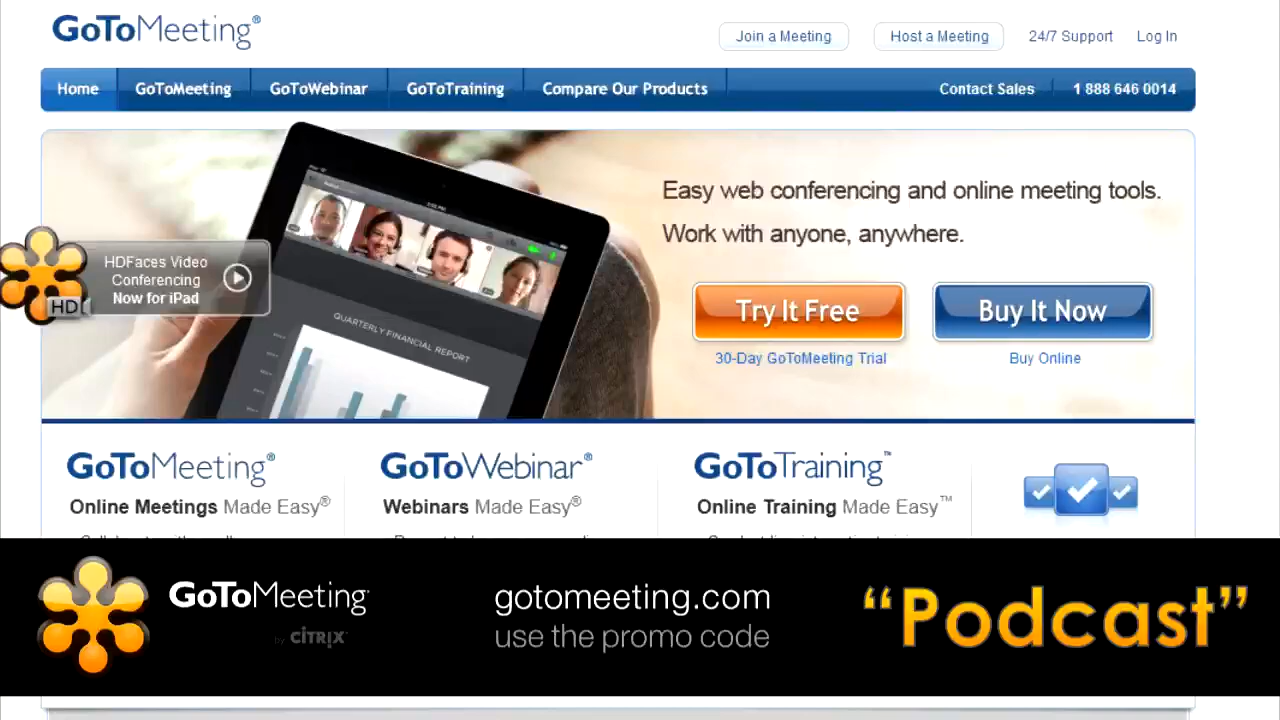 GoToMeeting®
Join a Meeting
Host a Meeting
24/7 Support
Log In
Home
GoToMeeting
GoToWebinar
GoToTraining
Compare Our Products
Contact Sales
1 888 646 0014
Easy web conferencing and online meeting tools.
Work with anyone, anywhere.
HDFaces Video
Conferencing
Now for iPad
HD
QUARTERLY FINANCIAL REPORT
Try It Free
Buy It Now
30-Day GoToMeeting Trial
Buy Online
GoToMeeting®
GoToWebinar®
GoToTraining™
Online Meetings Made Easy®
Webinars Made Easy®
Online Training Made Easy™
GoToMeeting
by CITRIX
gotomeeting.com
use the promo code
“Podcast”